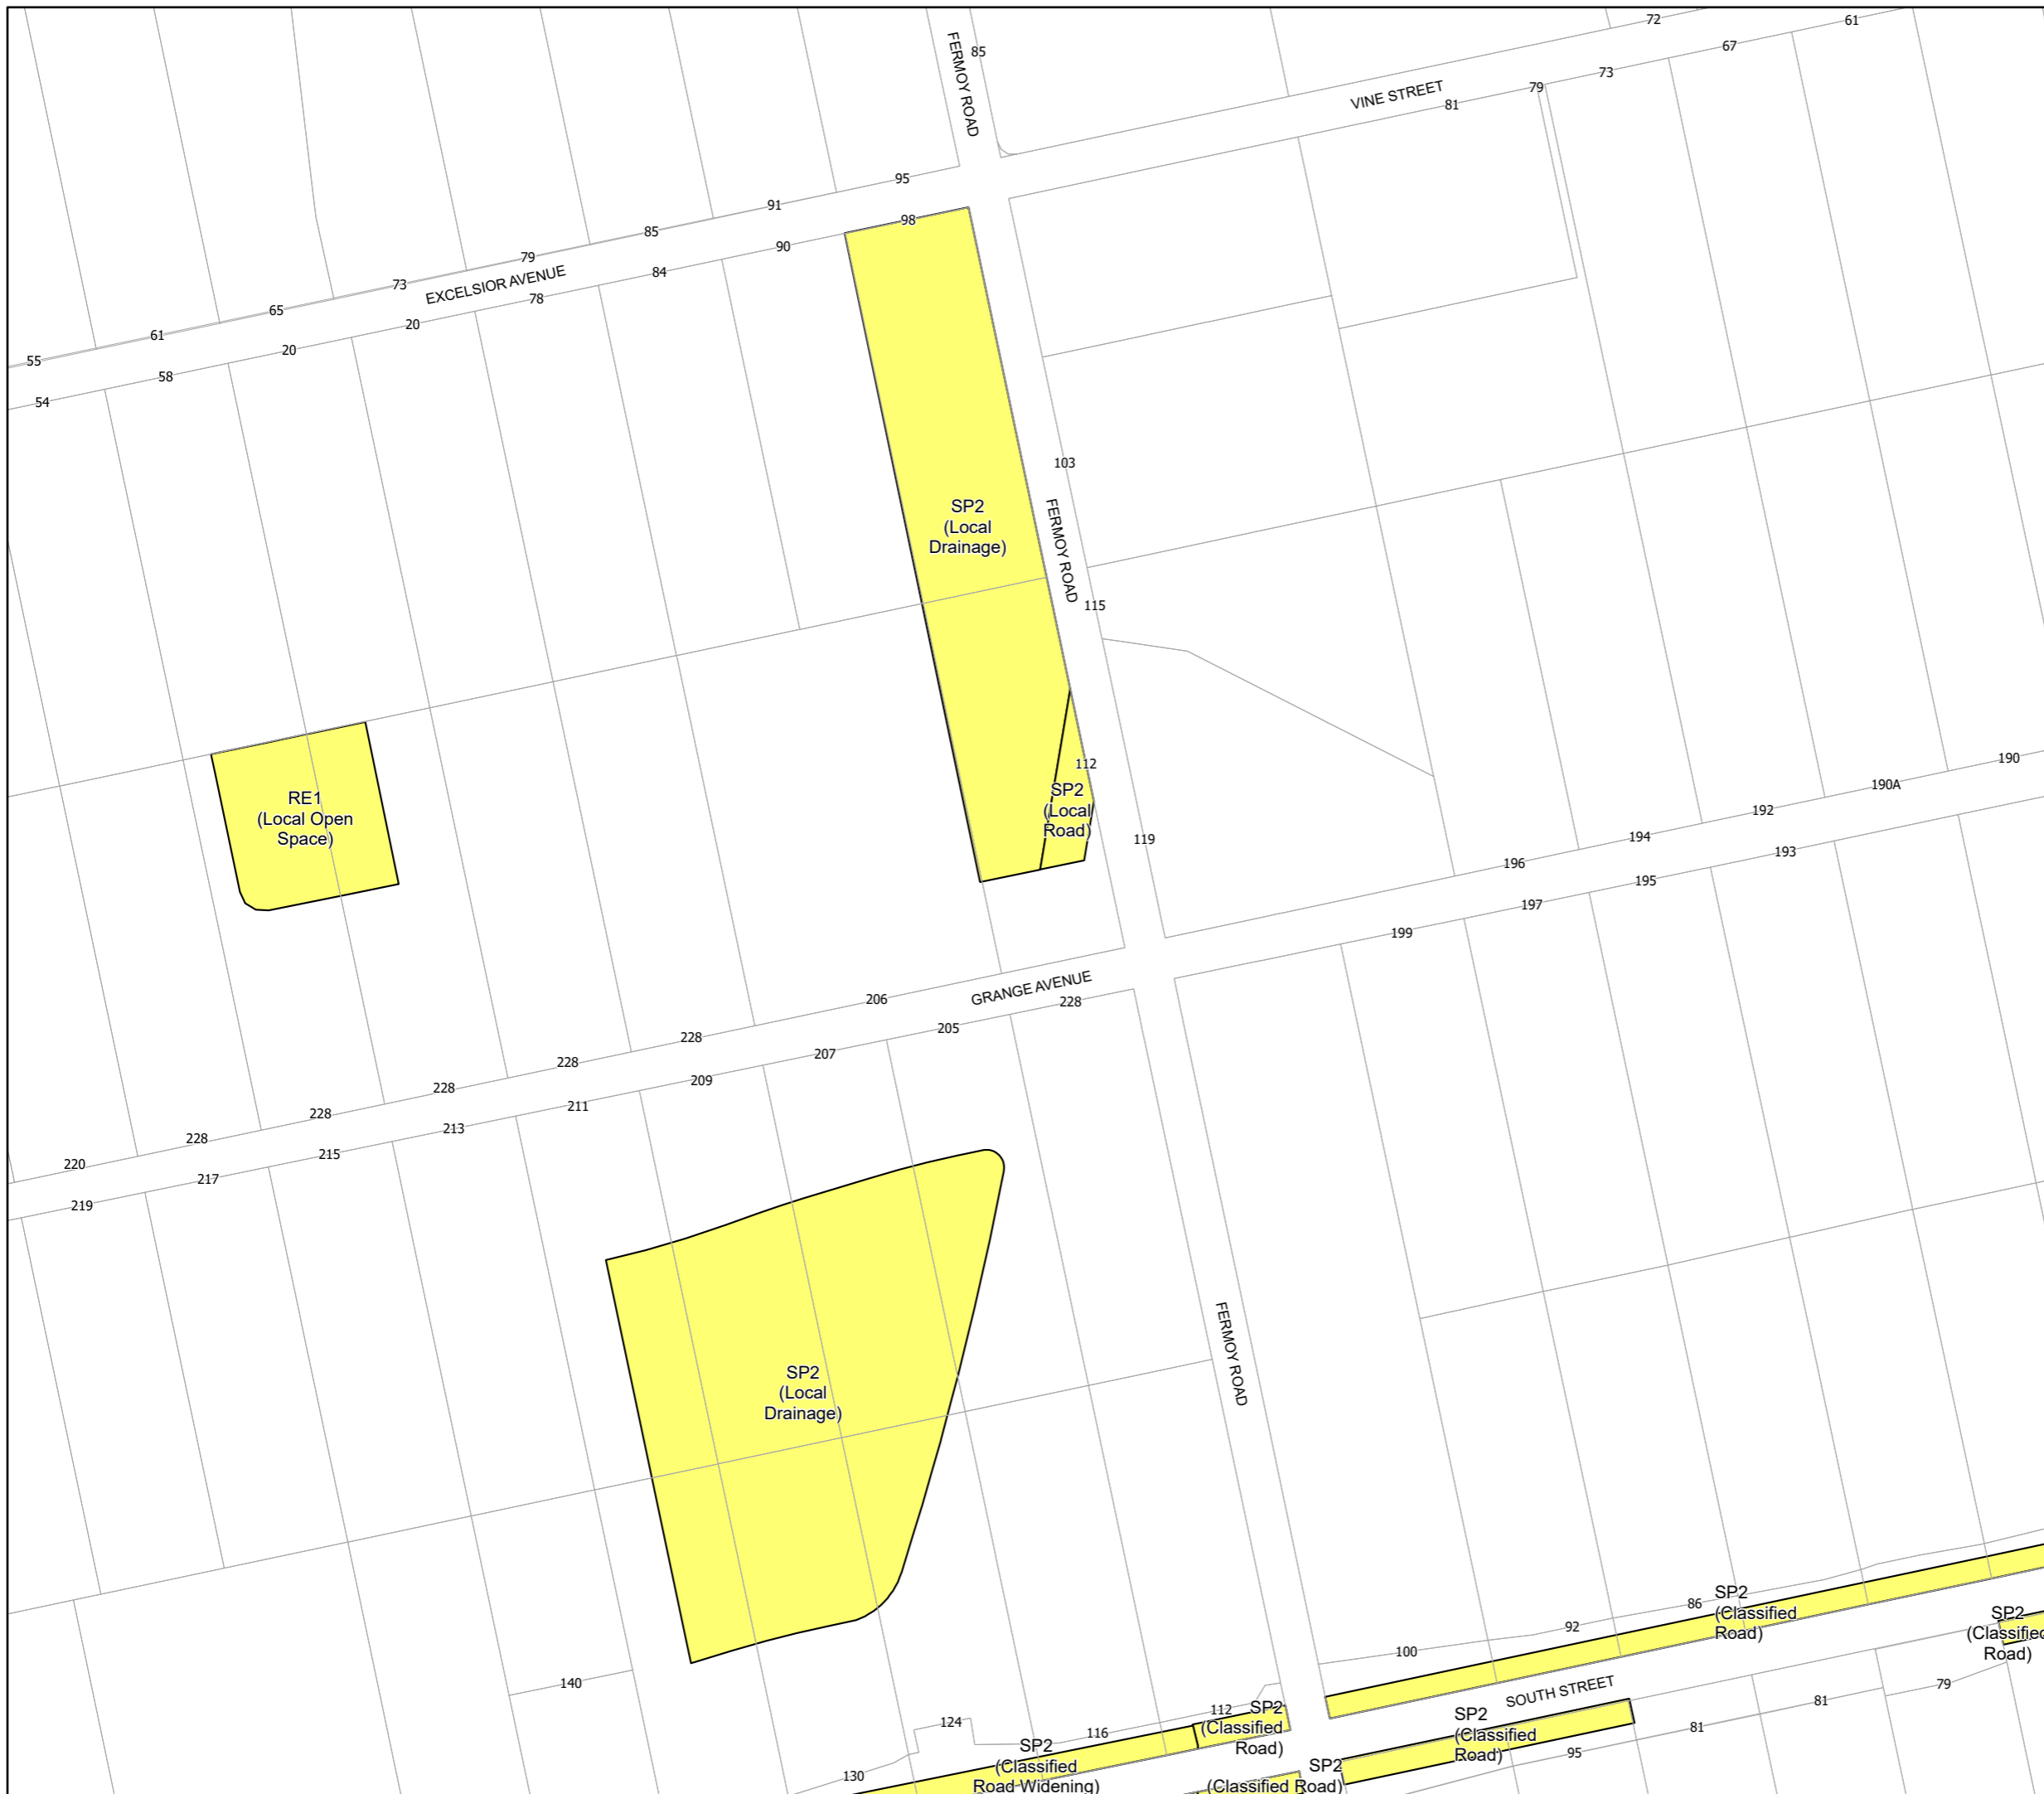 72
61
67
73
79
81
VINE STREET
85
FERMOY ROAD
95
98
91
90
85
84
79
78
EXCELSIOR AVENUE
73
20
65
20
61
58
55
54
103
SP2
(Local
Drainage)
FERMOY ROAD
115
112
SP2
(Local
Road)
119
RE1
(Local Open
Space)
190
190A
192
194
196
193
195
197
199
GRANGE AVENUE
206
228
205
228
207
228
209
228
211
228
213
228
215
220
217
219
SP2
(Local
Drainage)
FERMOY ROAD
SP2
(Classified
Road)
86
92
100
SP2
(Classified
Road)
SOUTH STREET
79
81
81
95
SP2
(Classified
Road)
140
124
112
116
130
SP2
(Classified
Road)
SP2
(Classified
Road Widening)
SP2
(Classified Road)